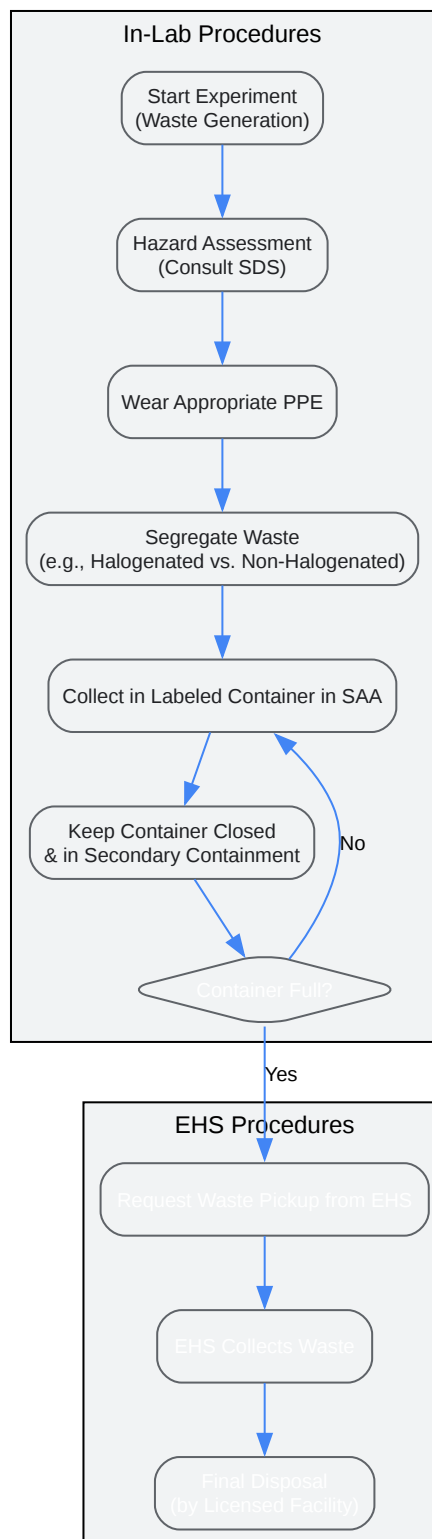 In-Lab Procedures
Start Experiment
(Waste Generation)
Hazard Assessment
(Consult SDS)
Wear Appropriate PPE
Segregate Waste
(e.g., Halogenated vs. Non-Halogenated)
Collect in Labeled Container in SAA
Keep Container Closed
& in Secondary Containment
No
Container Full?
Yes
EHS Procedures
Request Waste Pickup from EHS
EHS Collects Waste
Final Disposal
(by Licensed Facility)